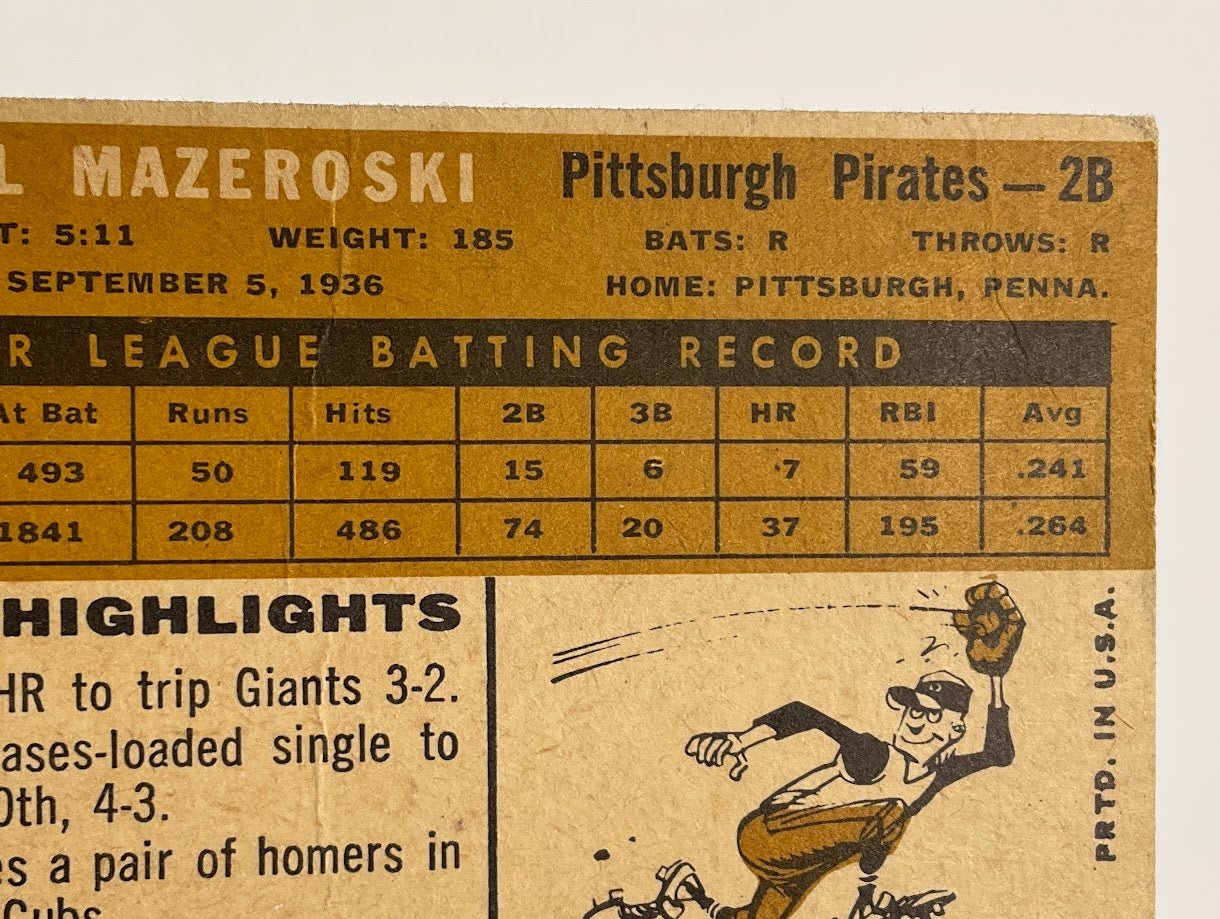 L MAZEROSKI Pittsburgh Pirates — 2B
T: 5:11 WEIGHT: 185 BATS: R THROWS: R
SEPTEMBER 5, 1936 HOME: PITTSBURGH, PENNA.
R LEAGUE BATTING RECORD
At Bat Runs Hits 2B 3B HR RBI Avg
493 50 119 15 6 7 59 .241
1841 208 486 74 20 37 195 .264
HIGHLIGHTS
HR to trip Giants 3-2.
ases-loaded single to
0th, 4-3.
es a pair of homers in
Cubs.
PRTD. IN U.S.A.